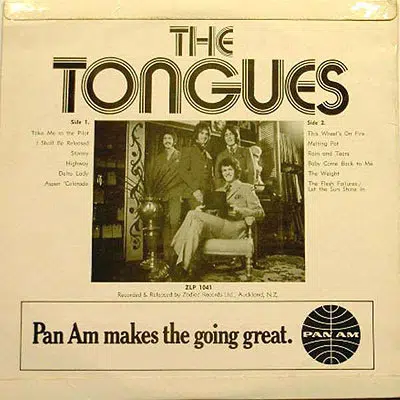 THE
TONGUES
Side 1.
Take Me to the Pilot
I Shall Be Released
Stoney
Highway
Delta Lady
Aspen 'Colorado
Side 2.
This Wheel's On Fire
Melting Pot
Rain and Tears
Baby Come Back to Me
The Weight
The Flesh Failures/
Let the Sun Shine In
ZLP 1041
Recorded & Released by Zodiac Records Ltd., Auckland, N.Z.
Pan Am makes the going great.
PAN AM